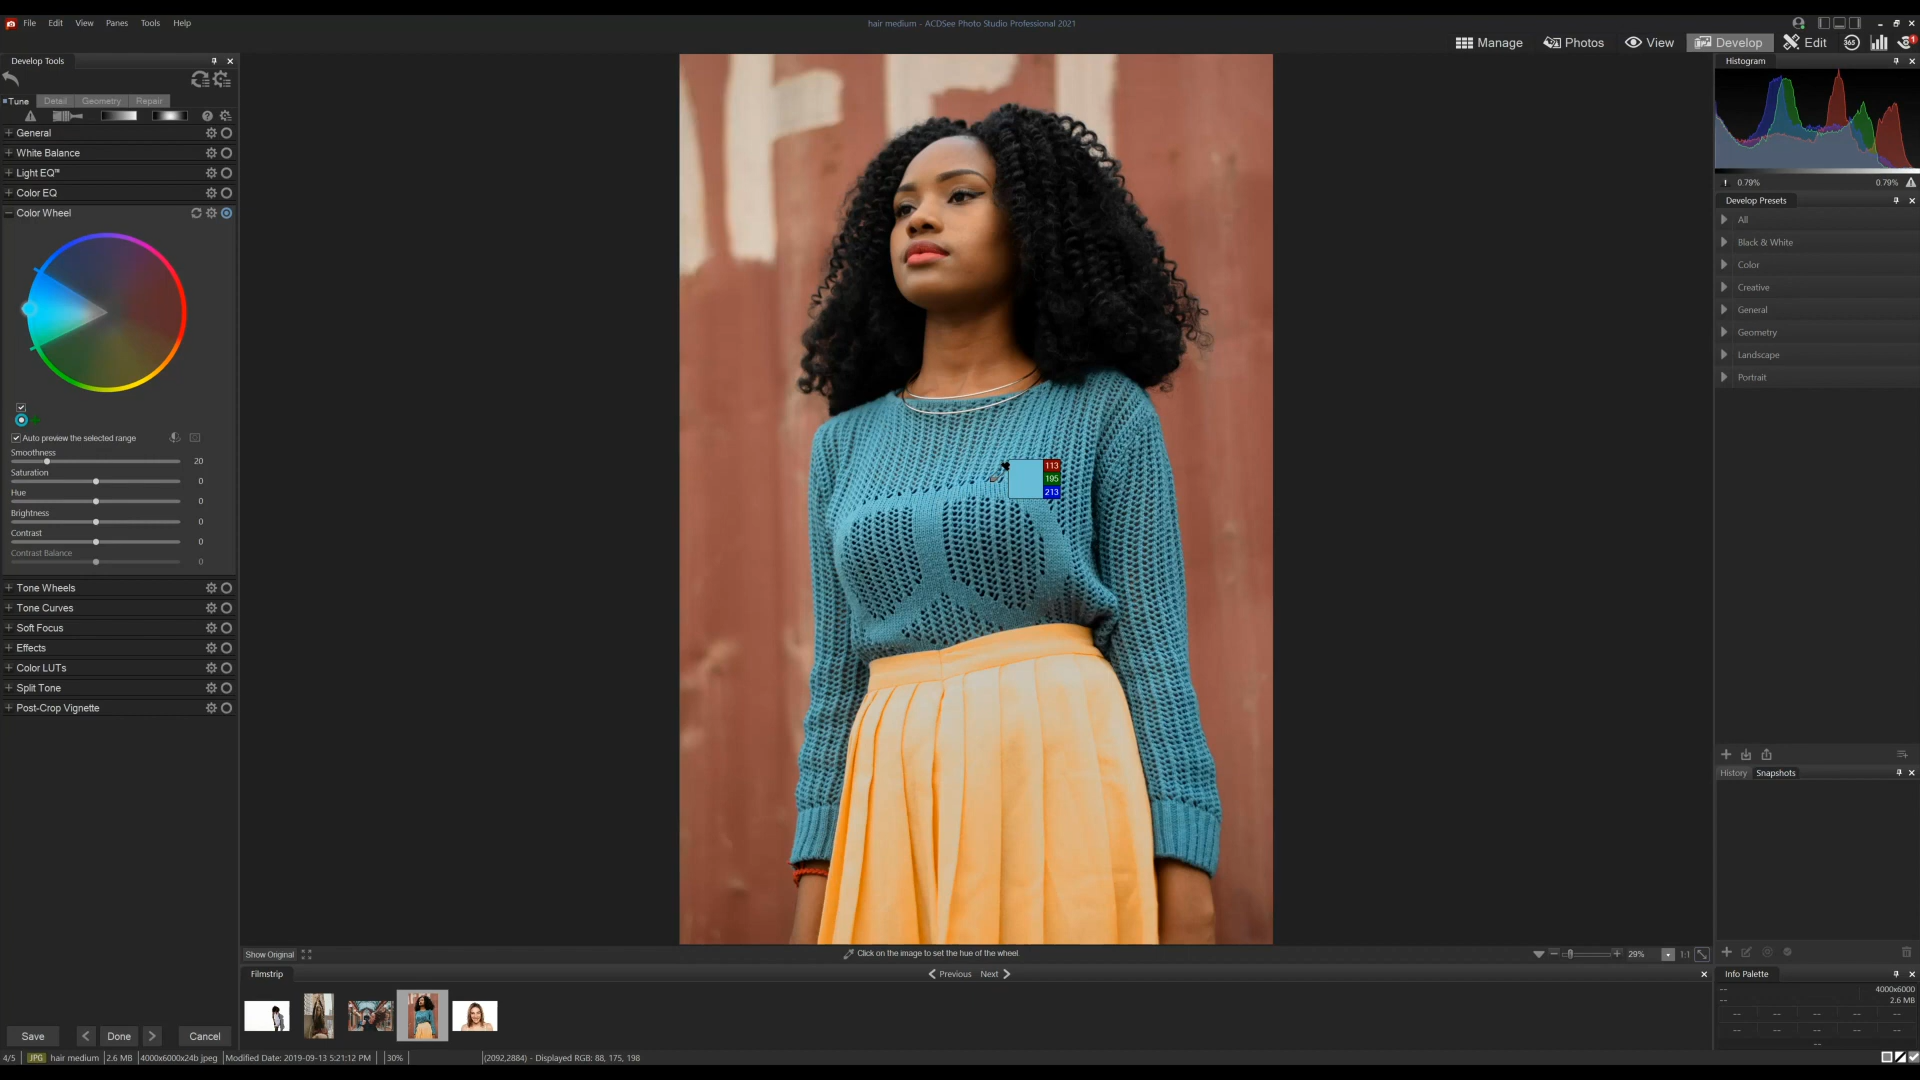 File Edit View Panes Tools Help
hair medium - ACDSee Photo Studio Professional 2021
Manage Photos View Develop Edit 365 1
Develop Tools
Tune Detail Geometry Repair
General
White Balance
Light EQ™
Color EQ
Color Wheel
Auto preview the selected range
Smoothness
20
Saturation
0
Hue
0
Brightness
0
Contrast
0
Contrast Balance
0
Tone Wheels
Tone Curves
Soft Focus
Effects
Color LUTs
Split Tone
Post-Crop Vignette
Save Done Cancel
113
195
213
Show Original
Click on the image to set the hue of the wheel.
29% 1:1
Filmstrip
Previous Next
Histogram
0.79% 0.79%
Develop Presets
All
Black & White
Color
Creative
General
Geometry
Landscape
Portrait
History Snapshots
Info Palette
-- 4000x6000
-- 2.6 MB
-- -- -- -- --
-- -- -- -- --
--
4/5 JPG hair medium 2.6 MB 4000x6000x24b jpeg Modified Date: 2019-09-13 5:21:12 PM 30% (2092,2884) - Displayed RGB: 88, 175, 198